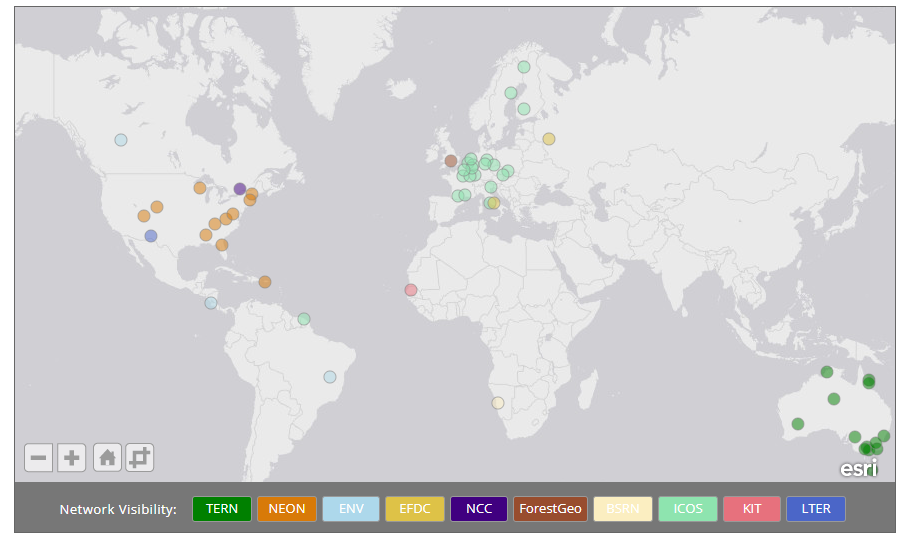 esri
Network Visibility: TERN NEON ENV EFDC NCC ForestGeo BSRN ICOS KIT LTER